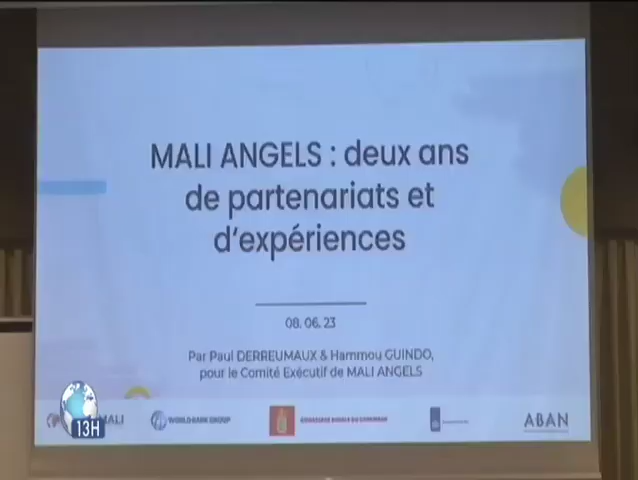 MALI ANGELS : deux ans
de partenariats et
d'expériences
08. 06. 23
Par Paul DERREUMAUX & Hammou GUINDO,
pour le Comité Exécutif de MALI ANGELS
MALI
WORLD BANK GROUP
ABAN
13H